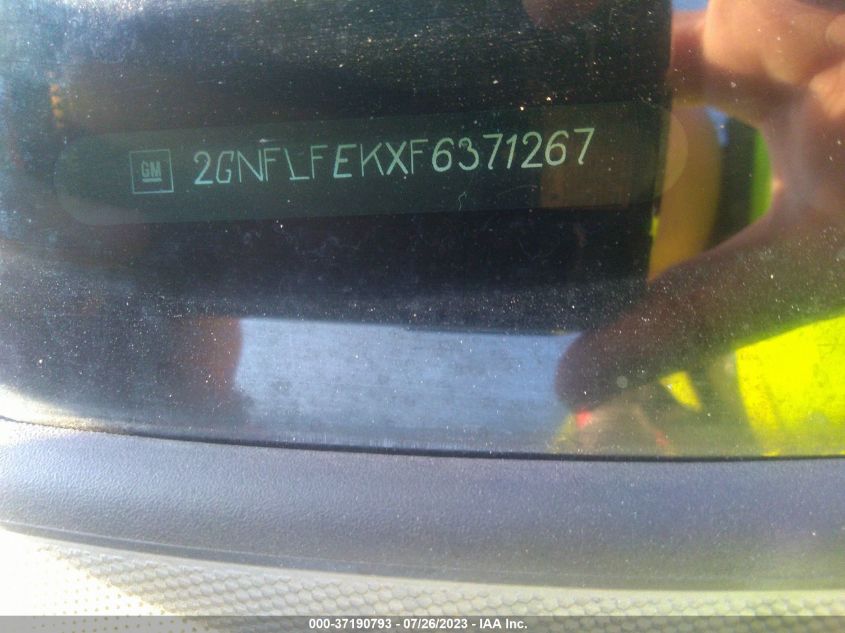 GM 2GNFLFEKXF6371267
000-37190793 - 07/26/2023 - IAA Inc.